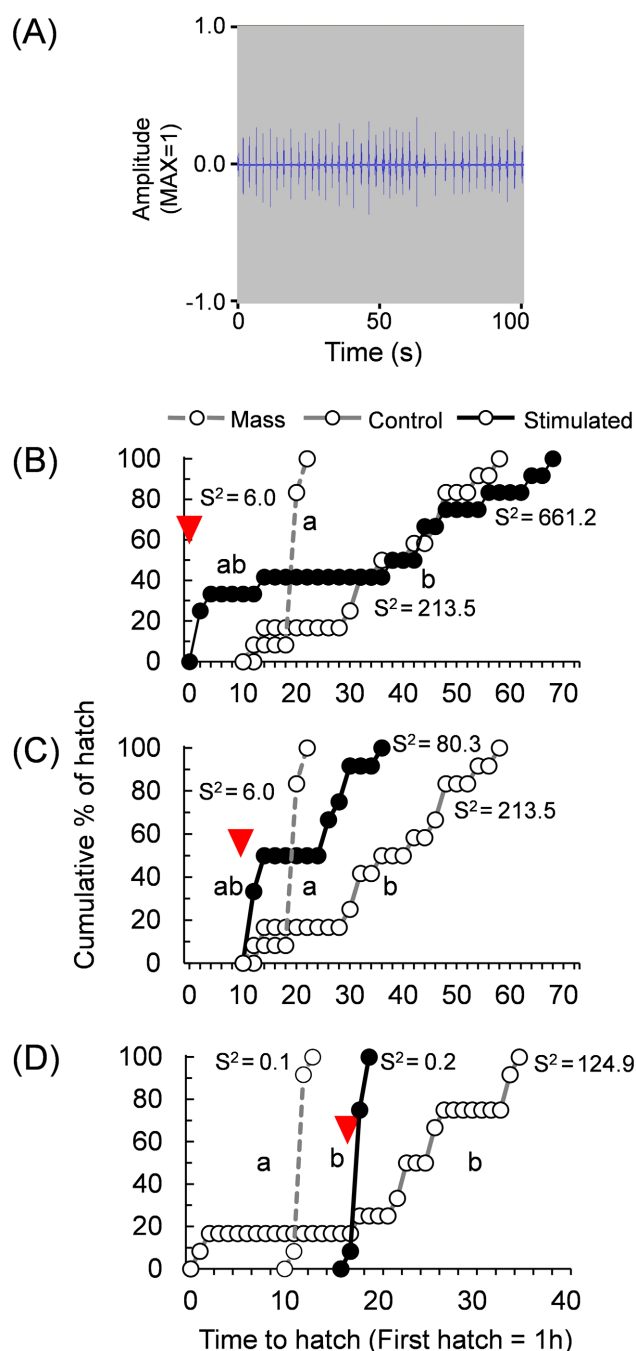 (A)
1.0
0.0
-1.0
Amplitude
(MAX=1)
0 50 100
Time (s)
Mass Control Stimulated
(B)
100
80
60
40
20
0
S² = 6.0
a
ab
b
S² = 661.2
S² = 213.5
0 10 20 30 40 50 60 70
(C)
100
80
60
40
20
0
S² = 80.3
S² = 6.0
S² = 213.5
ab
a
b
0 10 20 30 40 50 60 70
Cumulative % of hatch
(D)
100
80
60
40
20
0
S² = 0.1
S² = 0.2
S² = 124.9
a
b
b
0 10 20 30 40
Time to hatch (First hatch = 1h)